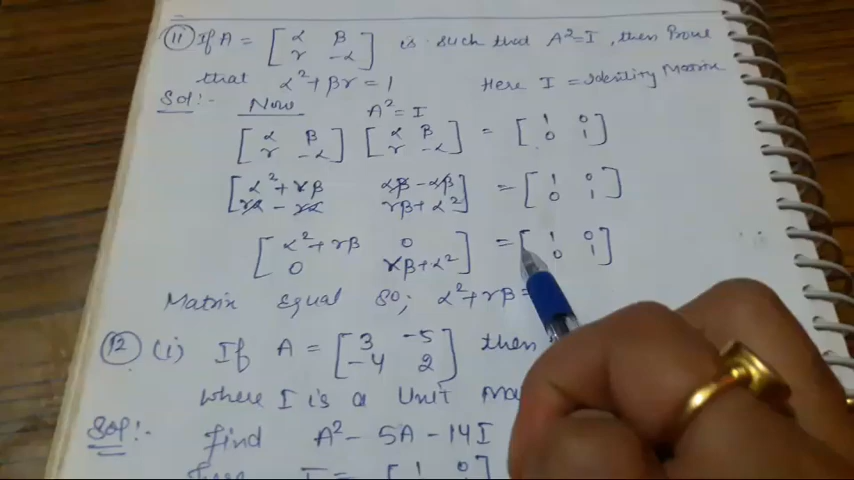 (11) If A = [α β / γ -α] is such that A²=I, then Prove
that α²+βγ=1 Here I = Identity Matrix
Sol:- Now A²=I
[α β / γ -α] [α β / γ -α] = [1 0 / 0 1]
[α²+γβ αβ-αβ / γα-γα γβ+α²] = [1 0 / 0 1]
[α²+γβ 0 / 0 γβ+α²] = [1 0 / 0 1]
Matrix Equal So; α²+γβ=
(12) (i) If A = [3 -5 / -4 2] then
where I is a Unit
Sol:- find A²-5A-14I
I = [1 0